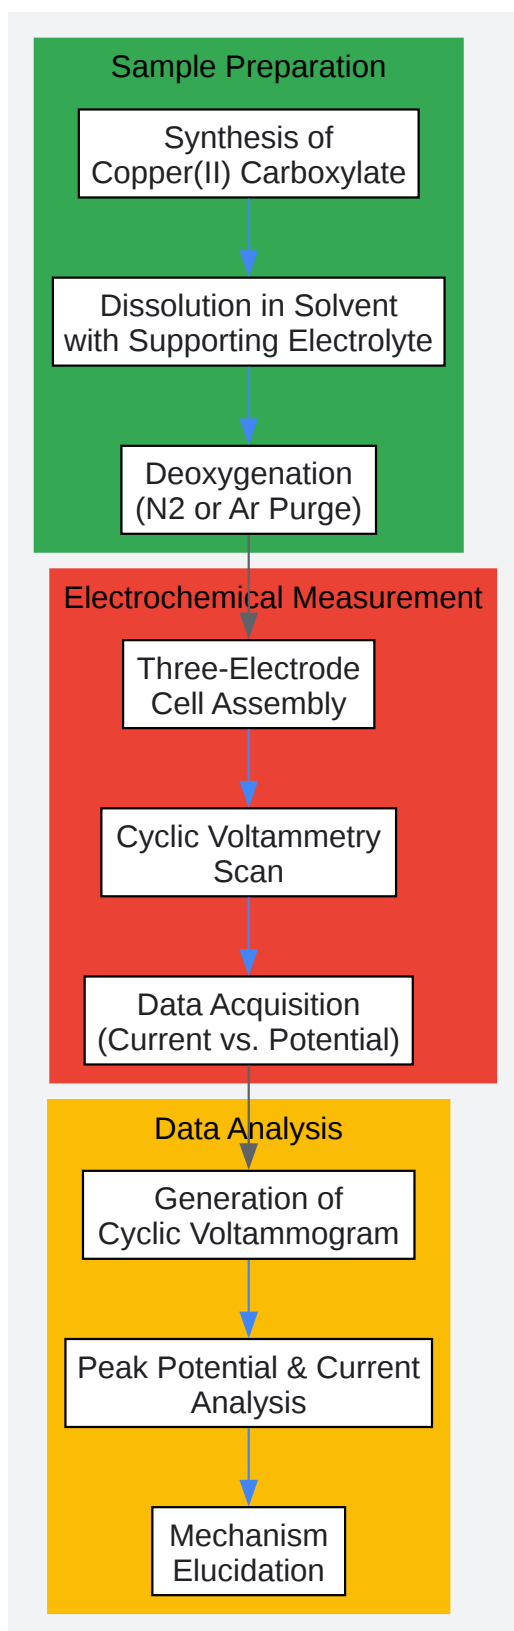 Sample Preparation
Synthesis of
Copper(II) Carboxylate
Dissolution in Solvent
with Supporting Electrolyte
Deoxygenation
(N2 or Ar Purge)
Electrochemical Measurement
Three-Electrode
Cell Assembly
Cyclic Voltammetry
Scan
Data Acquisition
(Current vs. Potential)
Data Analysis
Generation of
Cyclic Voltammogram
Peak Potential & Current
Analysis
Mechanism
Elucidation